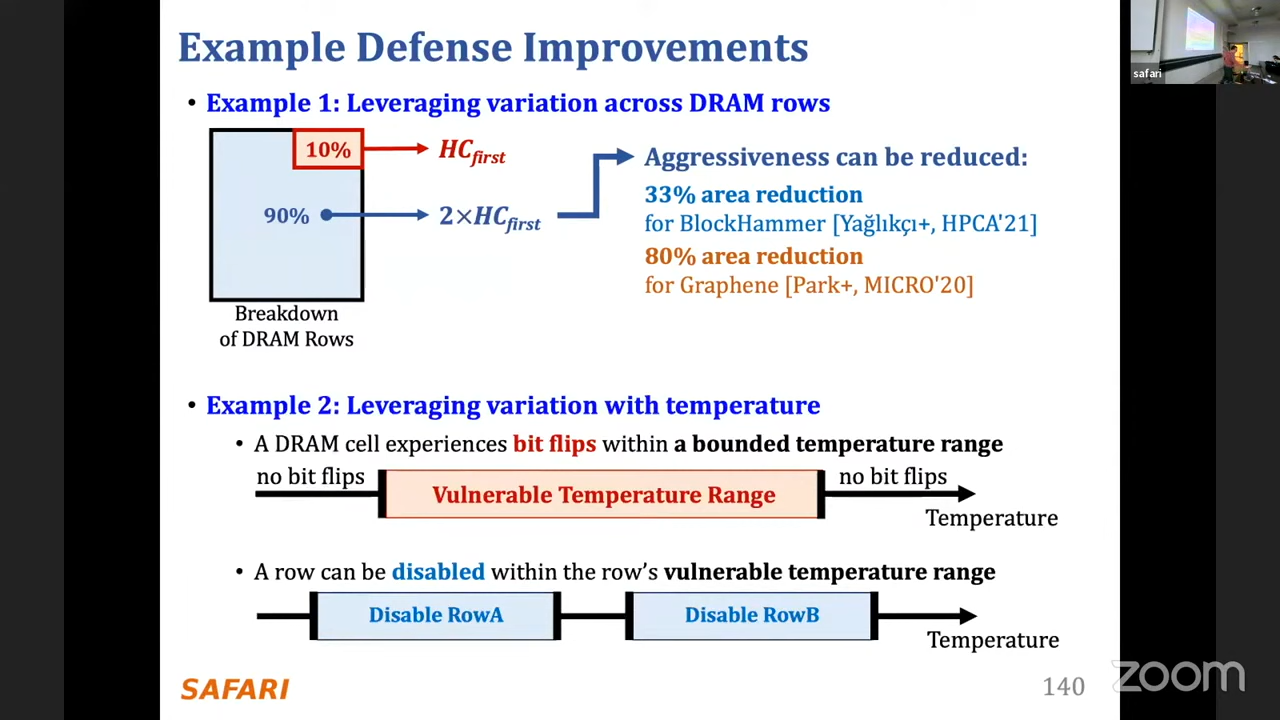 Example Defense Improvements
safari
• Example 1: Leveraging variation across DRAM rows
10%
HCfirst
90%
2×HCfirst
Aggressiveness can be reduced:
33% area reduction
for BlockHammer [Yağlıkçı+, HPCA'21]
80% area reduction
for Graphene [Park+, MICRO'20]
Breakdown
of DRAM Rows
• Example 2: Leveraging variation with temperature
• A DRAM cell experiences bit flips within a bounded temperature range
no bit flips
Vulnerable Temperature Range
no bit flips
Temperature
• A row can be disabled within the row’s vulnerable temperature range
Disable RowA
Disable RowB
Temperature
SAFARI
140
zoom